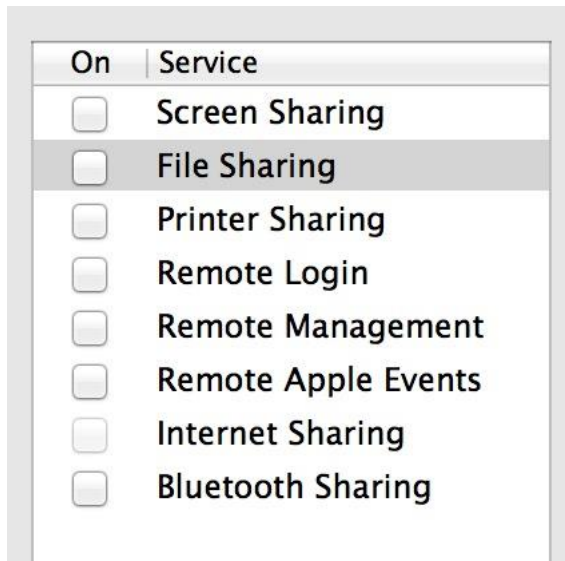 On Service
Screen Sharing
File Sharing
Printer Sharing
Remote Login
Remote Management
Remote Apple Events
Internet Sharing
Bluetooth Sharing